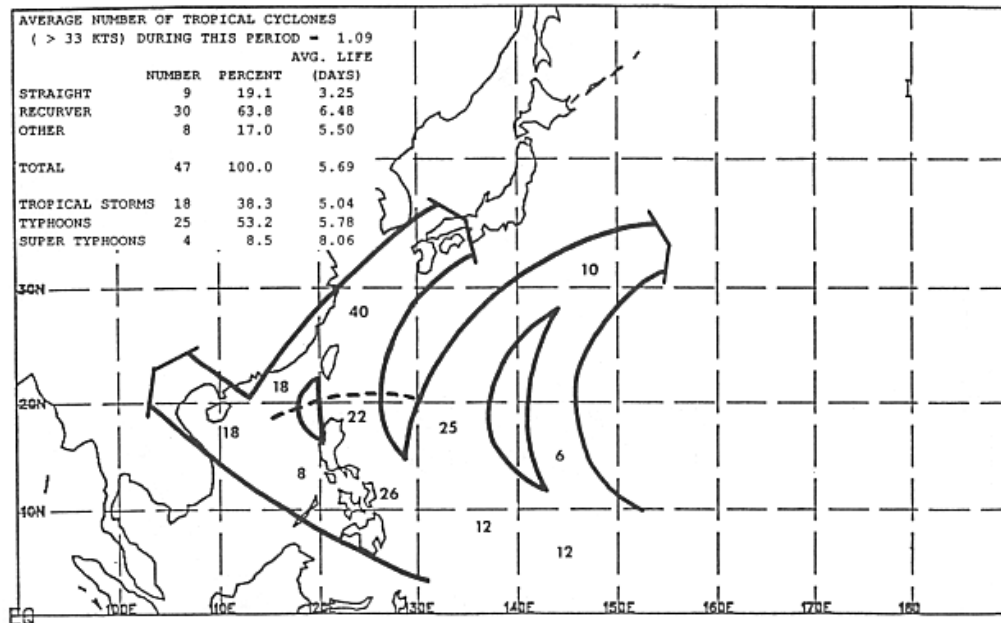 AVERAGE NUMBER OF TROPICAL CYCLONES
( > 33 KTS) DURING THIS PERIOD = 1.09
AVG. LIFE
NUMBER PERCENT (DAYS)
STRAIGHT 9 19.1 3.25
RECURVER 30 63.8 6.48
OTHER 8 17.0 5.50
TOTAL 47 100.0 5.69
TROPICAL STORMS 18 38.3 5.04
TYPHOONS 25 53.2 5.78
SUPER TYPHOONS 4 8.5 8.06
10
30N
40
18
20N
22
18
25
6
8
26
10N
12
12
100E 110E 120E 130E 140E 150E 160E 170E 180
EQ